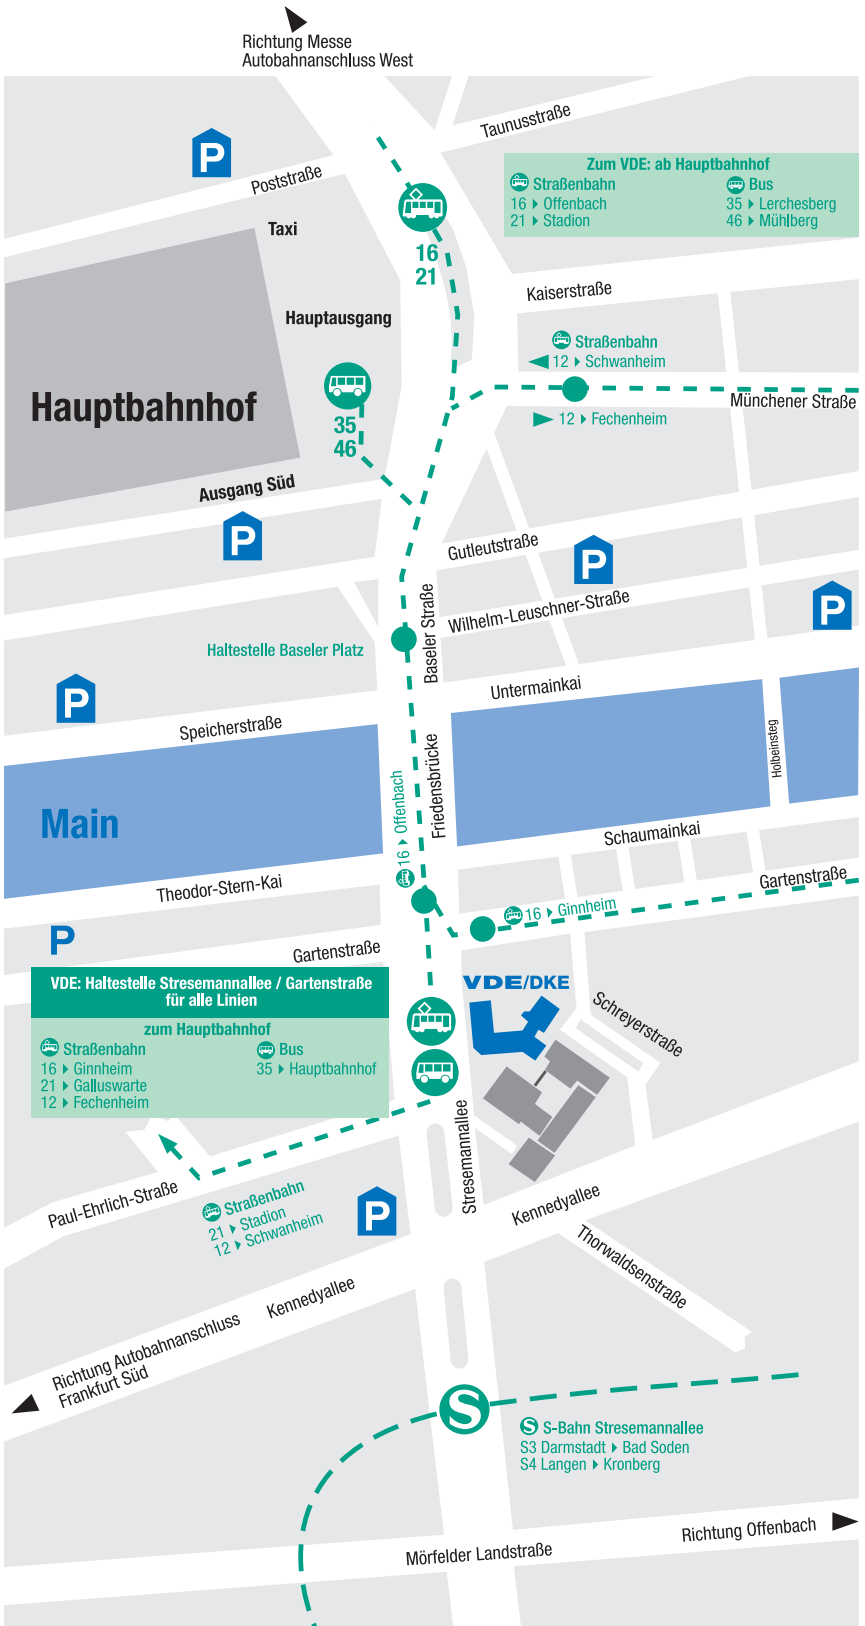 Richtung Messe
Autobahnanschluss West
Taunusstraße
P
Poststraße
Zum VDE: ab Hauptbahnhof
Straßenbahn
16 ▸ Offenbach
21 ▸ Stadion
Bus
35 ▸ Lerchesberg
46 ▸ Mühlberg
Taxi
16
21
Kaiserstraße
Hauptausgang
Straßenbahn
12 ▸ Schwanheim
Hauptbahnhof
35
46
Münchener Straße
12 ▸ Fechenheim
Ausgang Süd
P
Gutleutstraße
P
Wilhelm-Leuschner-Straße
P
Baseler Straße
Haltestelle Baseler Platz
P
Untermainkai
Speicherstraße
Friedensbrücke
Holbeinsteg
Main
16 ▸ Offenbach
Schaumainkai
Theodor-Stern-Kai
Gartenstraße
16 ▸ Ginnheim
P
Gartenstraße
VDE: Haltestelle Stresemannallee / Gartenstraße
für alle Linien
zum Hauptbahnhof
Straßenbahn
16 ▸ Ginnheim
21 ▸ Galluswarte
12 ▸ Fechenheim
Bus
35 ▸ Hauptbahnhof
VDE/DKE
Schreyerstraße
Stresemannallee
Paul-Ehrlich-Straße
Straßenbahn
21 ▸ Stadion
12 ▸ Schwanheim
P
Kennedyallee
Thorwaldsenstraße
Kennedyallee
Richtung Autobahnanschluss
Frankfurt Süd
S
S S-Bahn Stresemannallee
S3 Darmstadt ▸ Bad Soden
S4 Langen ▸ Kronberg
Richtung Offenbach
Mörfelder Landstraße